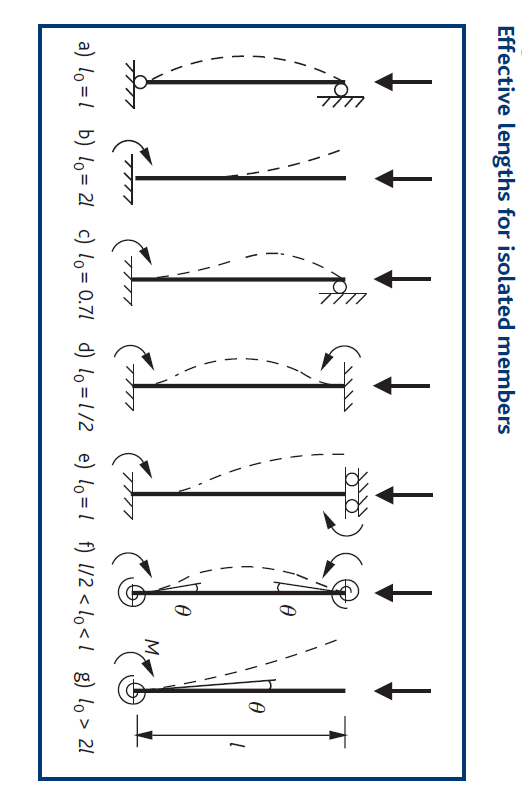 Effective lengths for isolated members
θ θ θ
M
l
a) l₀ = l b) l₀ = 2l c) l₀ = 0.7l d) l₀ = l/2 e) l₀ = l f) l/2 < l₀ < l g) l₀ > 2l